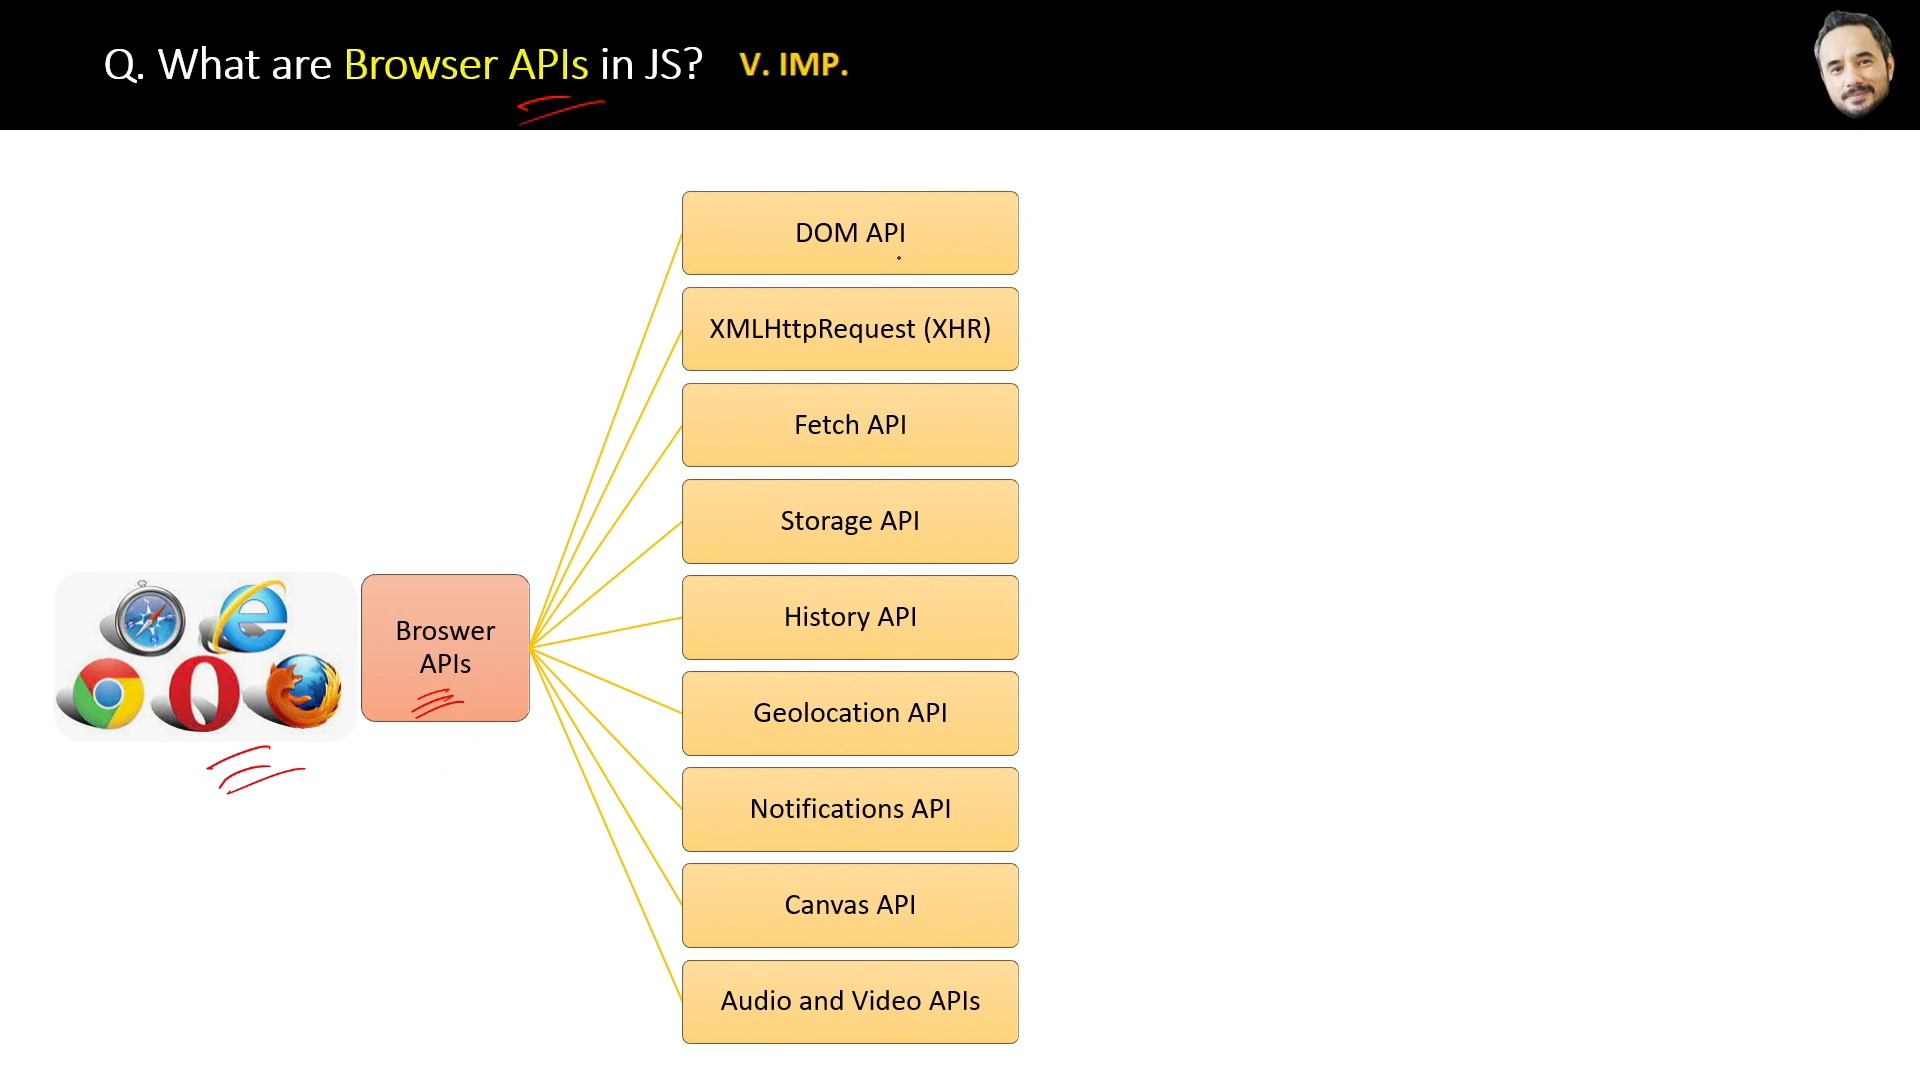 Q. What are Browser APIs in JS? V. IMP.
DOM API
XMLHttpRequest (XHR)
Fetch API
Storage API
History API
Geolocation API
Notifications API
Canvas API
Audio and Video APIs
Broswer
APIs